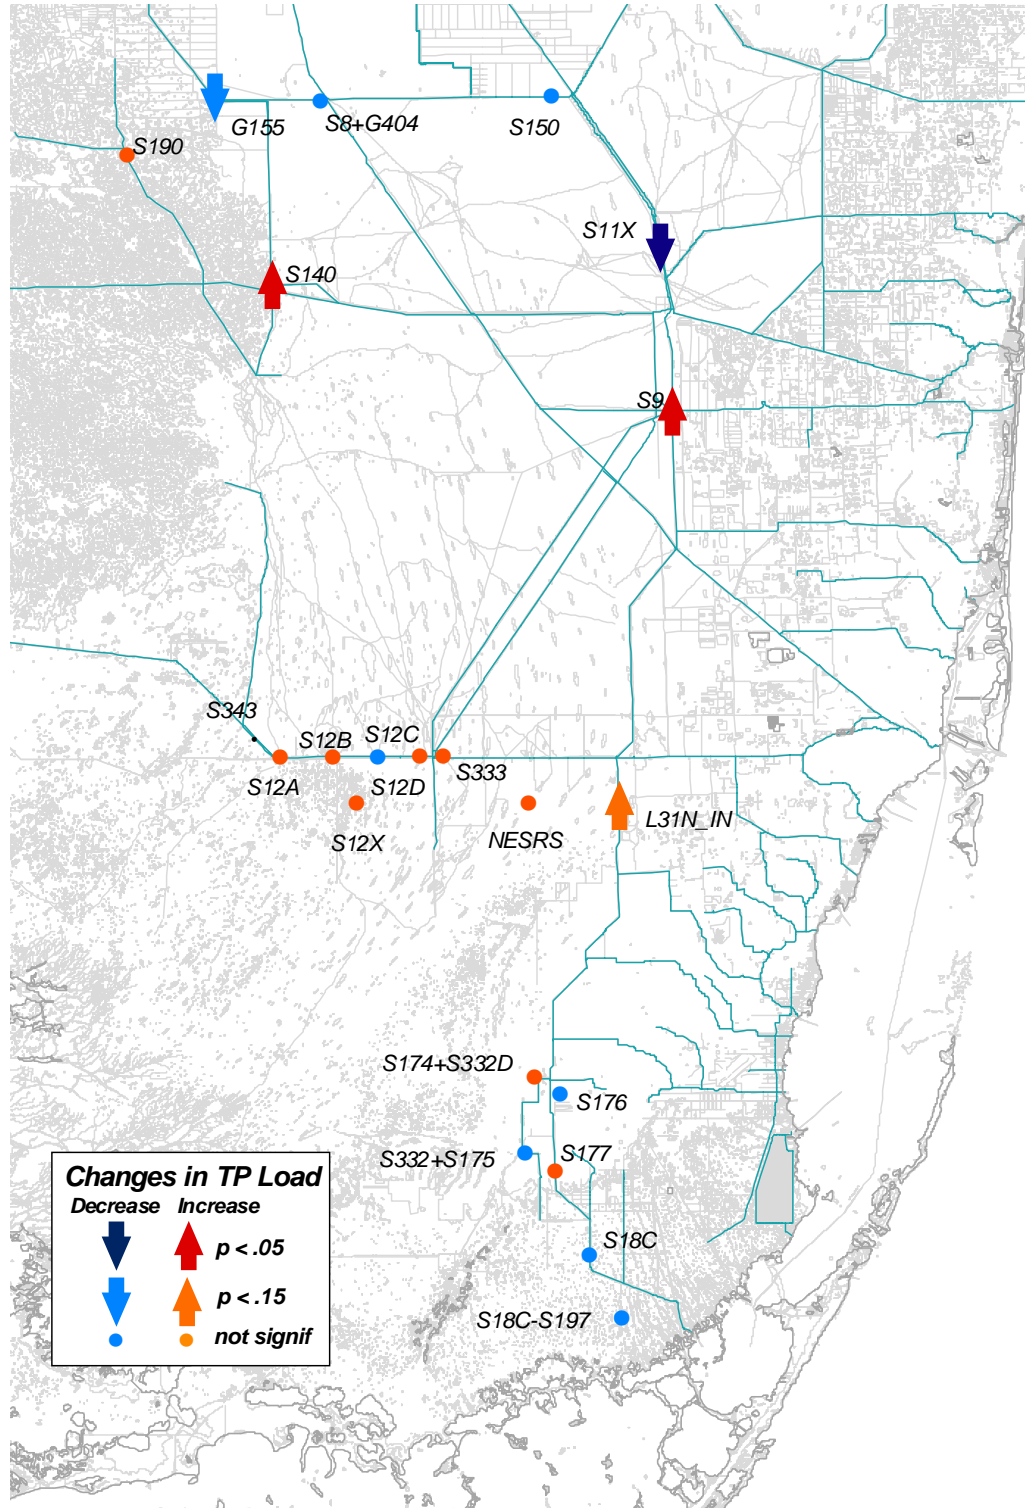 G155
S8+G404
S150
S190
S11X
S140
S9
S343
S12B
S12C
S12A
S12D
S333
S12X
NESRS
L31N_IN
S174+S332D
S176
S332+S175
S177
S18C
S18C-S197
Changes in TP Load
Decrease Increase
p < .05
p < .15
not signif